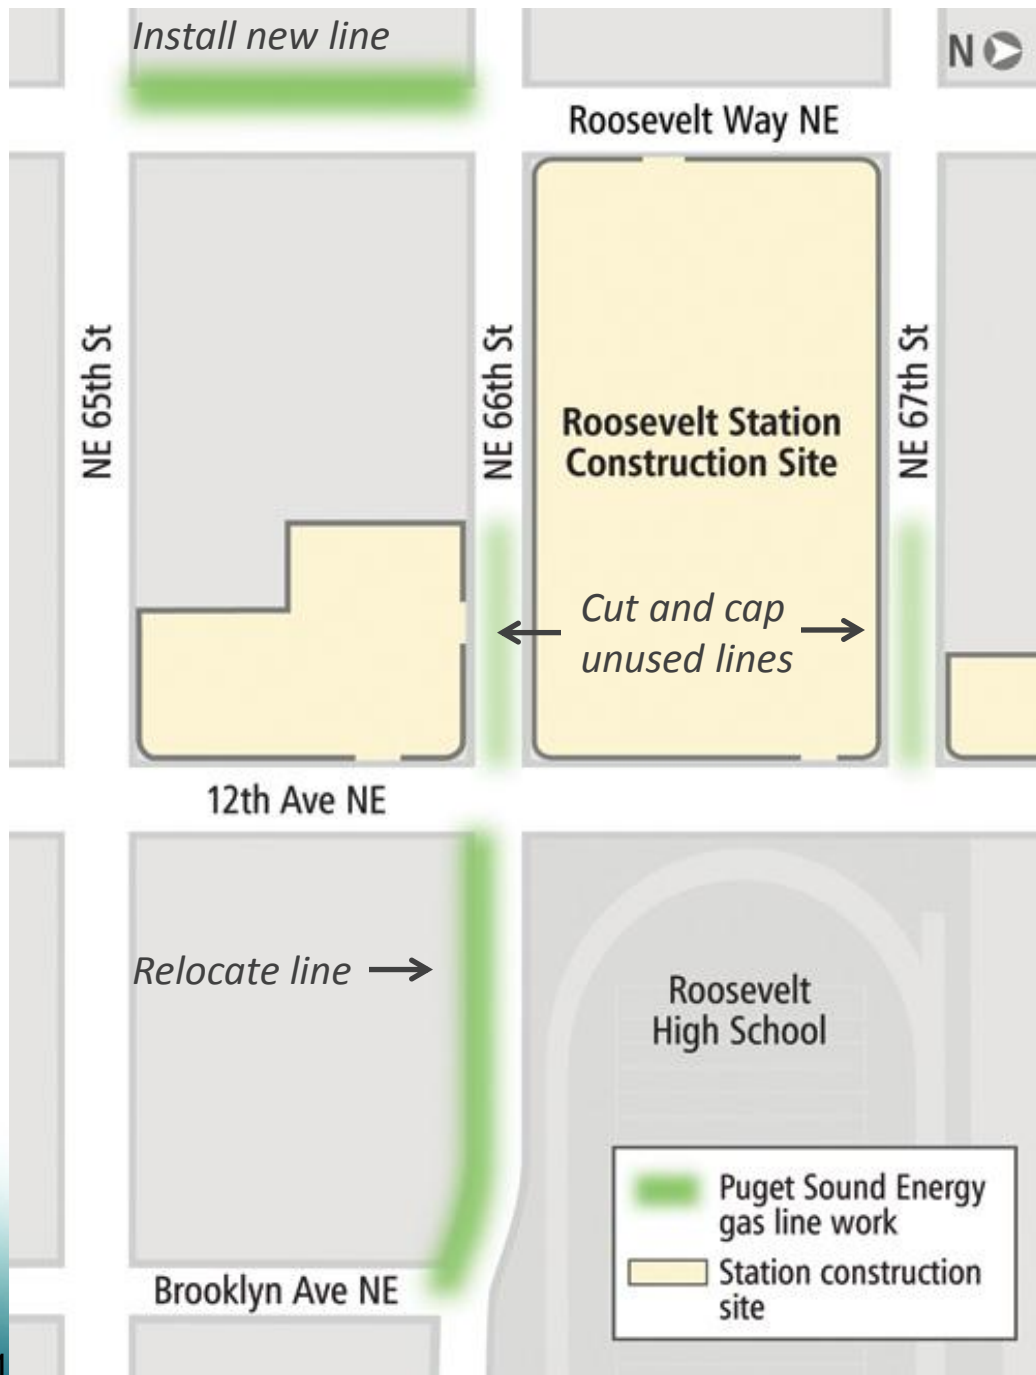 Install new line
N
Roosevelt Way NE
NE 65th St
NE 66th St
NE 67th St
Roosevelt Station
Construction Site
Cut and cap
unused lines
12th Ave NE
Relocate line
Roosevelt
High School
Puget Sound Energy
gas line work
Station construction
site
Brooklyn Ave NE